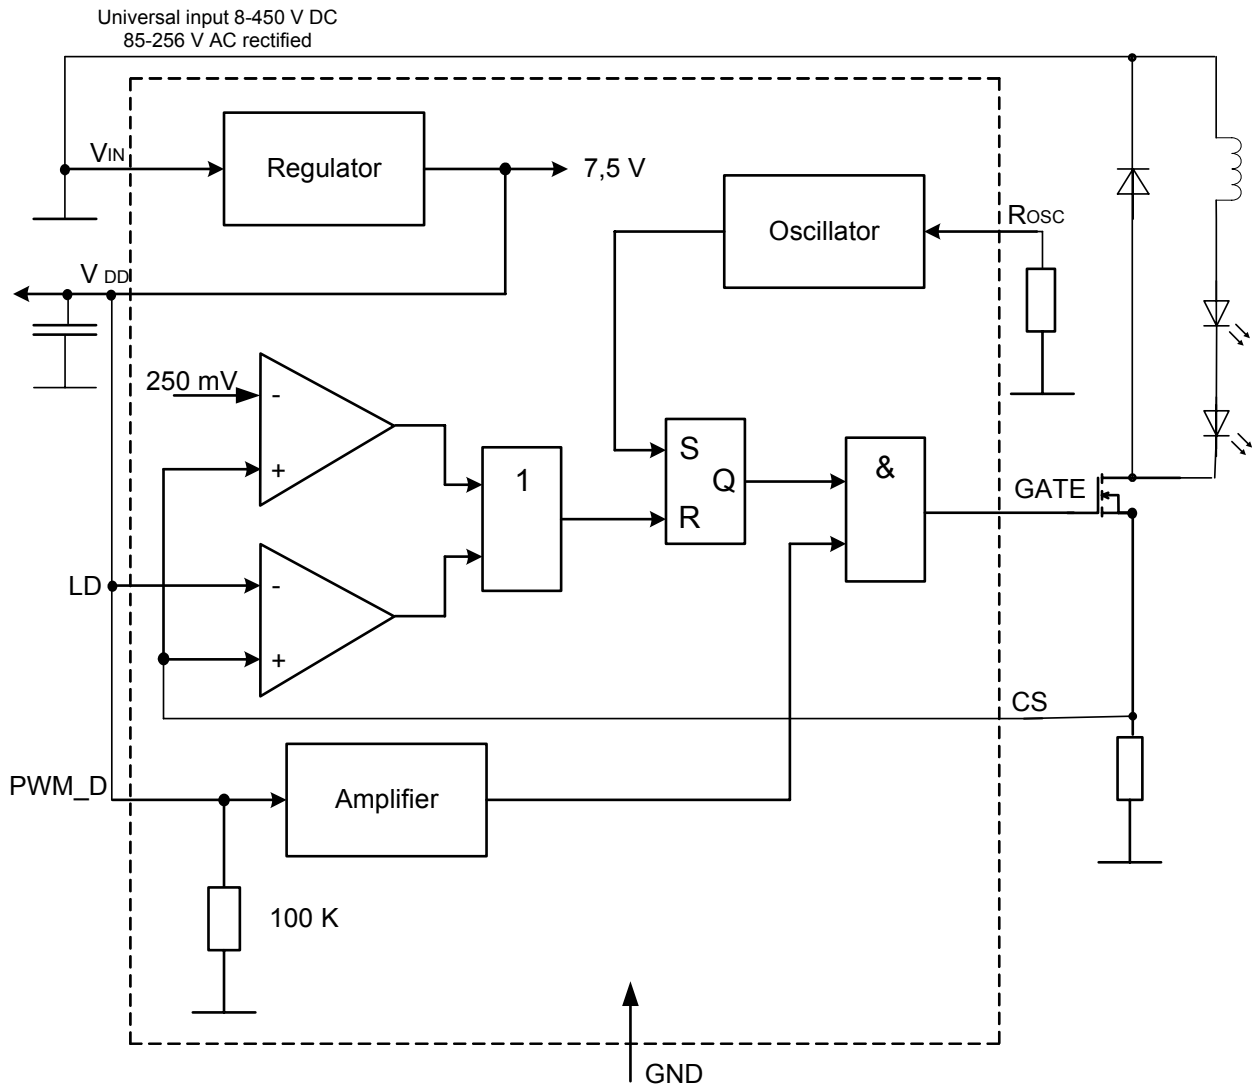 Universal input 8-450 V DC
85-256 V AC rectified
VIN
Regulator
7,5 V
Oscillator
ROSC
V DD
250 mV
-
+
1
S
Q
R
&
GATE
LD
-
+
CS
PWM_D
Amplifier
100 K
GND